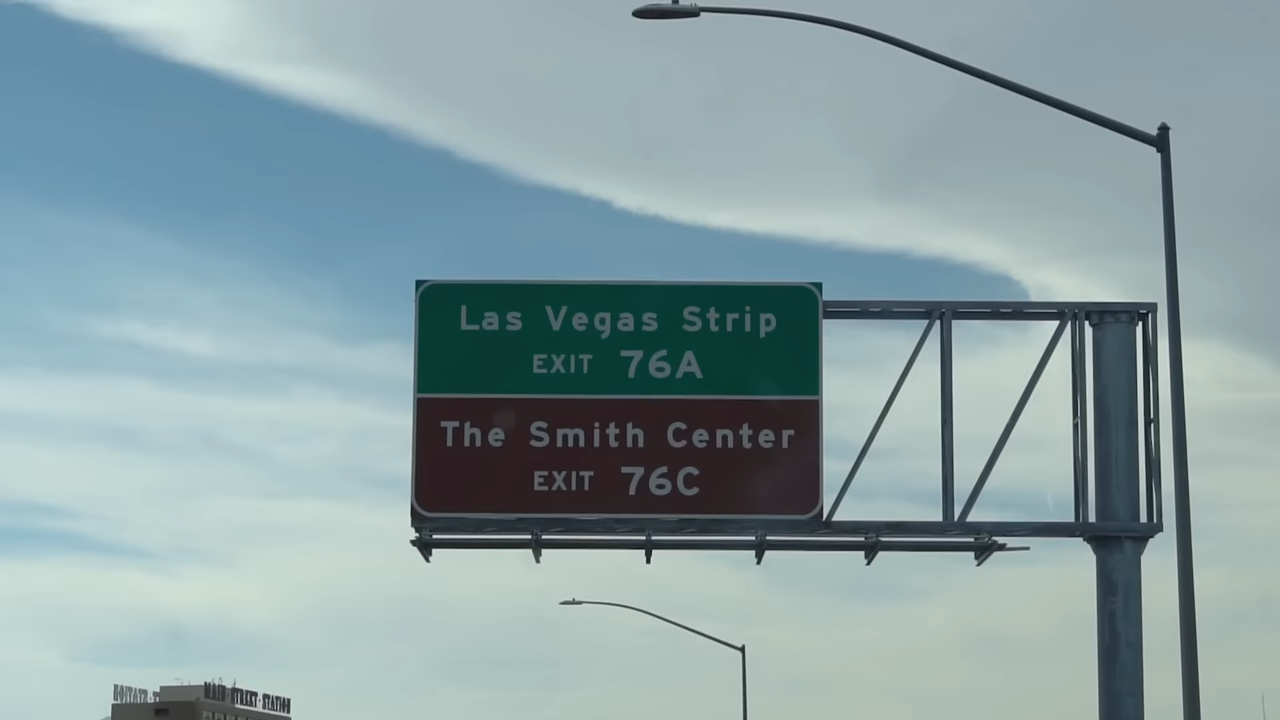 Las Vegas Strip
EXIT 76A
The Smith Center
EXIT 76C
MAIN STREET STATION